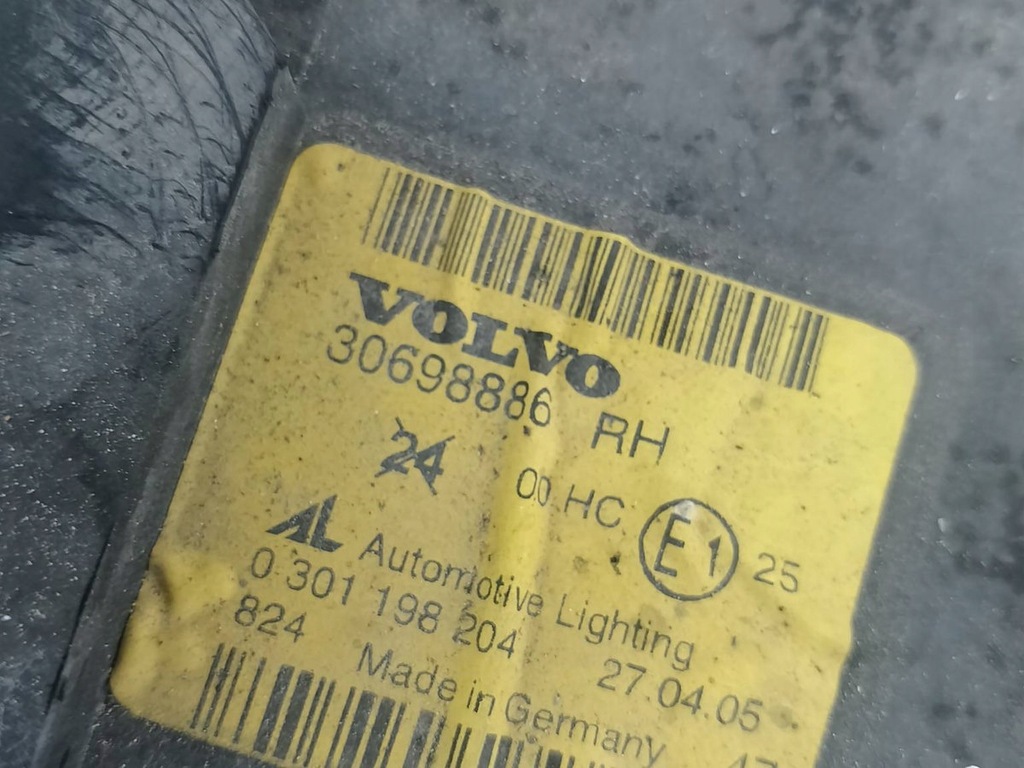 VOLVO
30698886 RH
24 00 HC E1 25
AL Automotive Lighting
0 301 198 204 27.04.05
824 Made in Germany